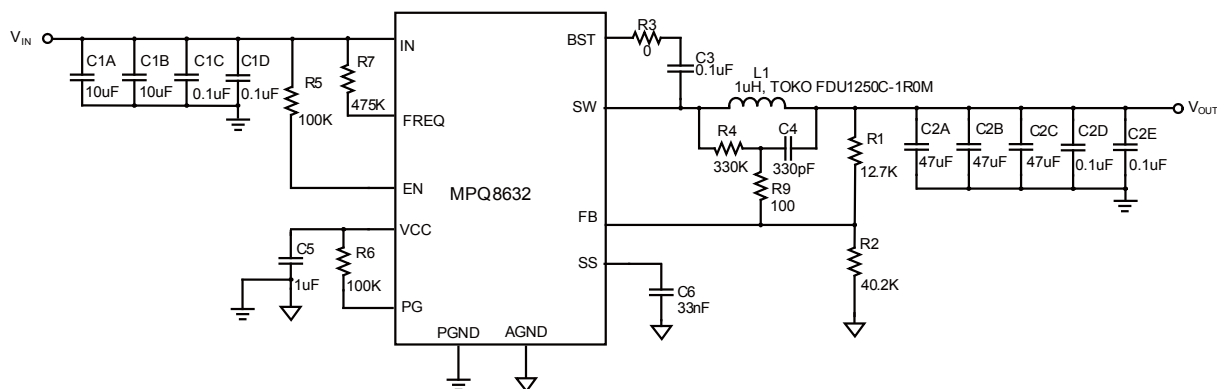 VIN
C1A
10uF
C1B
10uF
C1C
0.1uF
C1D
0.1uF
R5
100K
R7
475K
IN
FREQ
EN
VCC
PG
C5
1uF
R6
100K
MPQ8632
PGND
AGND
BST
SW
FB
SS
R3
0
C3
0.1uF
L1
1uH, TOKO FDU1250C-1R0M
R4
330K
C4
330pF
R9
100
R1
12.7K
R2
40.2K
C6
33nF
C2A
47uF
C2B
47uF
C2C
47uF
C2D
0.1uF
C2E
0.1uF
VOUT